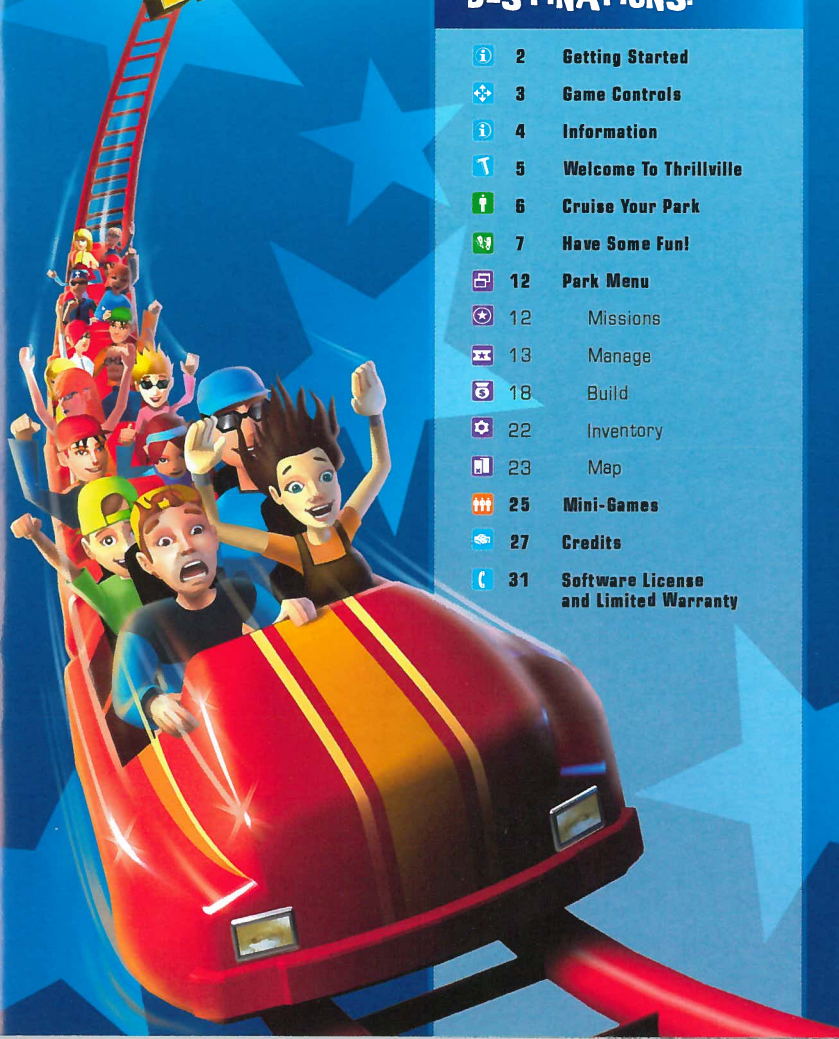 DESTINATIONS:
2 Getting Started
3 Game Controls
4 Information
5 Welcome To Thrillville
6 Cruise Your Park
7 Have Some Fun!
12 Park Menu
12 Missions
13 Manage
18 Build
22 Inventory
23 Map
25 Mini-Games
27 Credits
31 Software License
and Limited Warranty